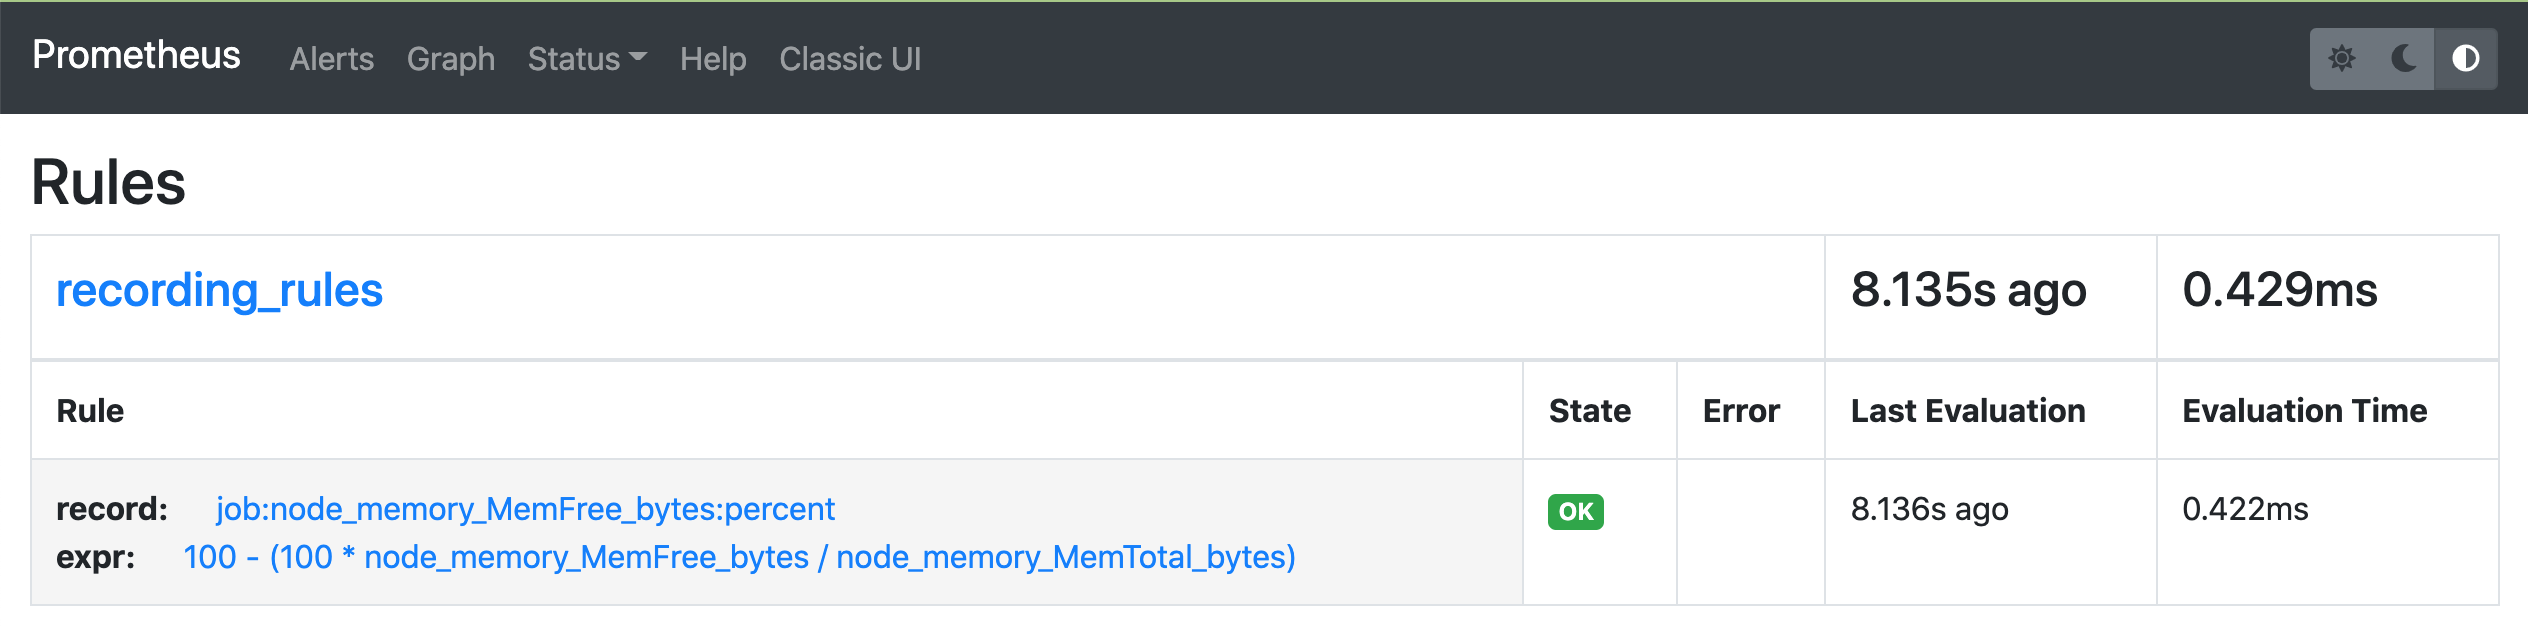 Prometheus Alerts Graph Status Help Classic UI
Rules
recording_rules 8.135s ago 0.429ms
Rule State Error Last Evaluation Evaluation Time
record: job:node_memory_MemFree_bytes:percent OK 8.136s ago 0.422ms
expr: 100 - (100 * node_memory_MemFree_bytes / node_memory_MemTotal_bytes)